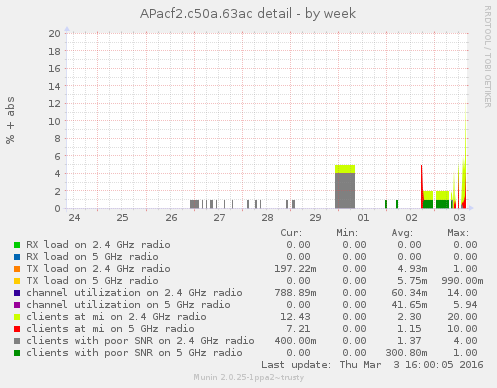 APacf2.c50a.63ac detail - by week
RRDTOOL / TOBI OETIKER
% + abs
20
18
16
14
12
10
8
6
4
2
0
24 25 26 27 28 29 01 02 03
Cur: Min: Avg: Max:
RX load on 2.4 GHz radio 0.00 0.00 0.00 0.00
RX load on 5 GHz radio 0.00 0.00 0.00 0.00
TX load on 2.4 GHz radio 197.22m 0.00 4.93m 1.00
TX load on 5 GHz radio 0.00 0.00 5.75m 990.00m
channel utilization on 2.4 GHz radio 788.89m 0.00 60.34m 14.00
channel utilization on 5 GHz radio 0.00 0.00 41.65m 5.94
clients at mi on 2.4 GHz radio 12.43 0.00 2.30 20.00
clients at mi on 5 GHz radio 7.21 0.00 1.15 10.00
clients with poor SNR on 2.4 GHz radio 400.00m 0.00 1.37 4.00
clients with poor SNR on 5 GHz radio 0.00 0.00 300.80m 1.00
Last update: Thu Mar 3 16:00:05 2016
Munin 2.0.25-1ppa2~trusty